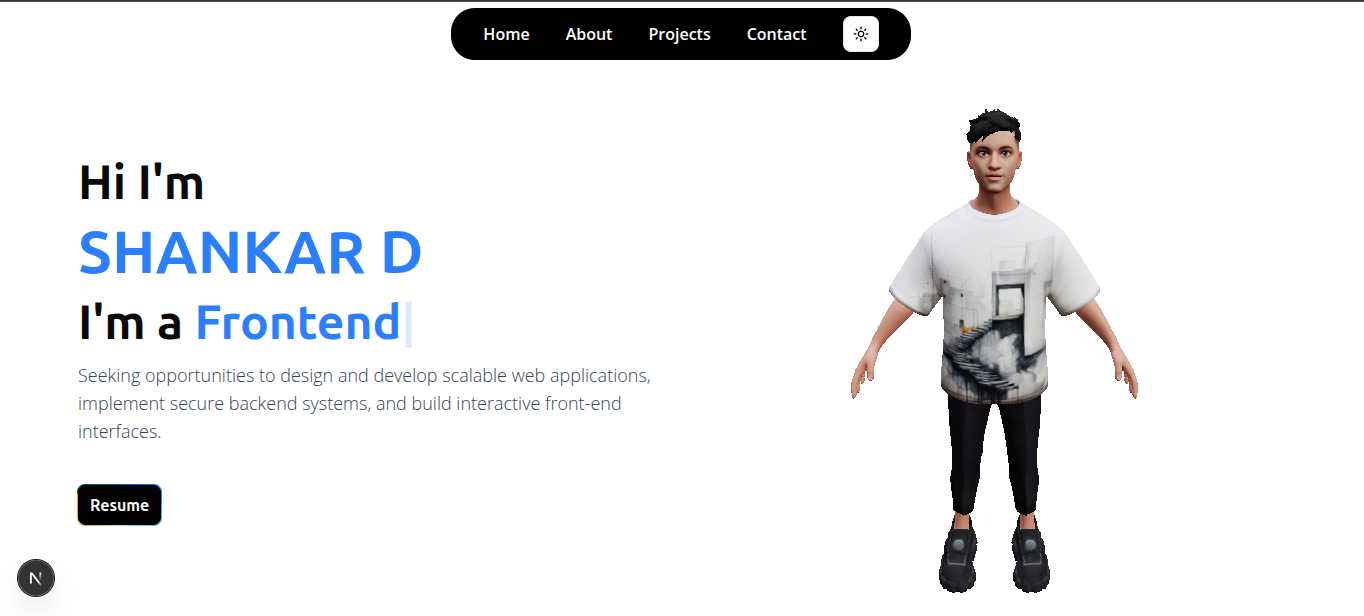 Home About Projects Contact
Hi I'm
SHANKAR D
I'm a Frontend
Seeking opportunities to design and develop scalable web applications,
implement secure backend systems, and build interactive front-end
interfaces.
Resume
N